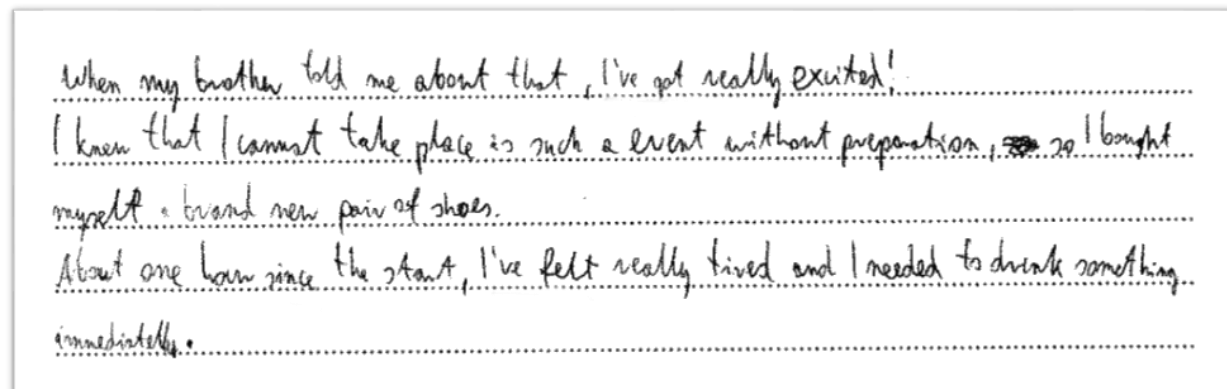 When my brother told me about that, I've got really excited!
I knew that I cannot take place is such a event without preparation, so I bought
myself a brand new pair of shoes.
About one hour since the start, I've felt really tired and I needed to drink something
immediatelly.